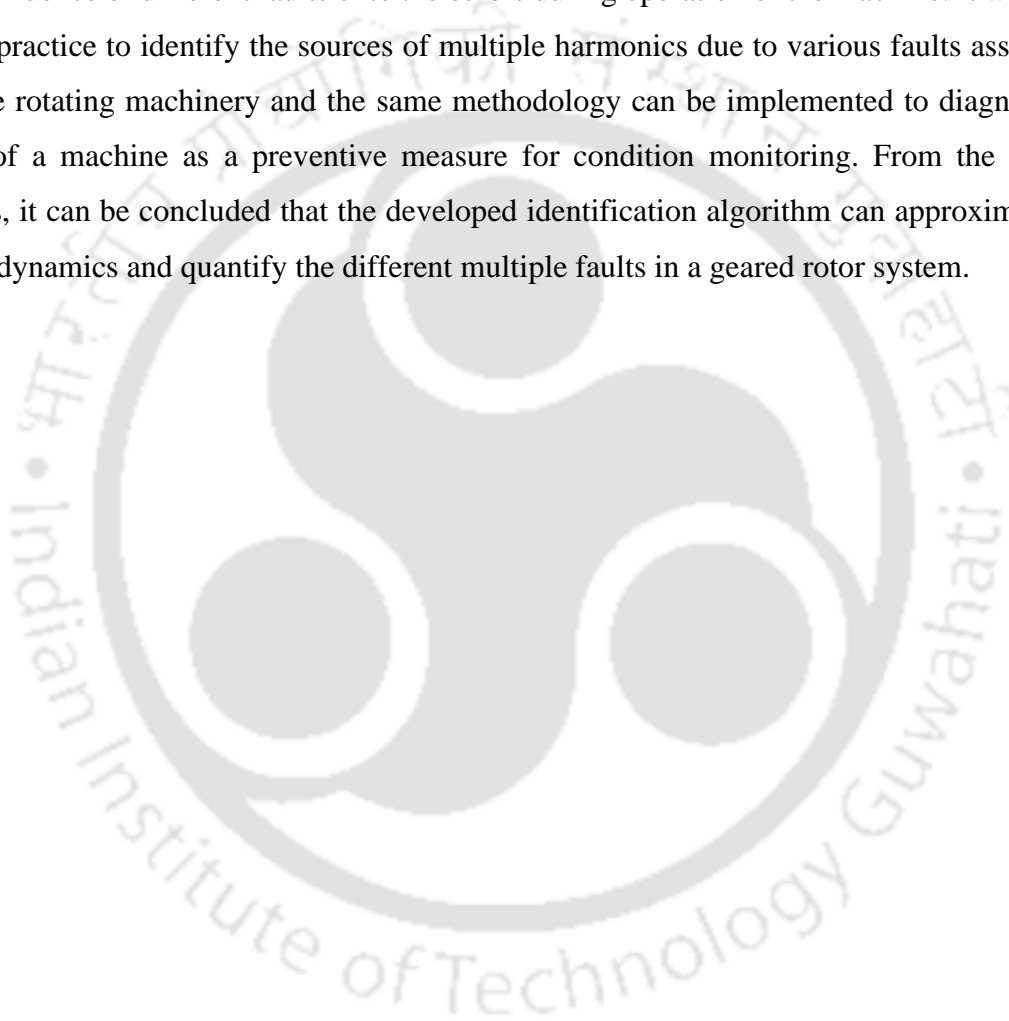 practice to identify the sources of multiple harmonics due to various faults
rotating machinery and the same methodology can be implemented to
of a machine as a preventive measure for condition monitoring. From the
it can be concluded that the developed identification algorithm can
dynamics and quantify the different multiple faults in a geared rotor system.
Indian Institute of Technology Guwahati